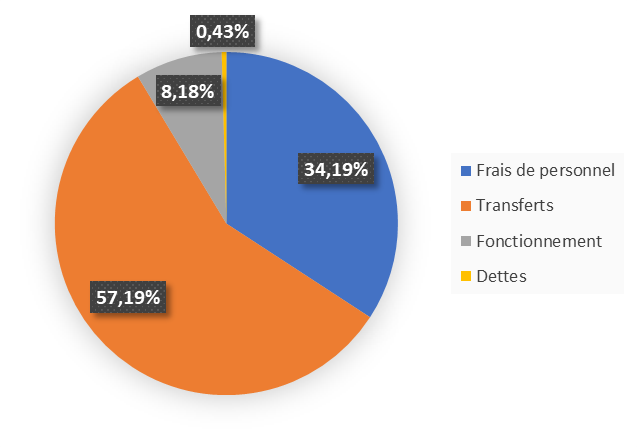 0,43%
8,18%
34,19%
57,19%
Frais de personnel
Transferts
Fonctionnement
Dettes